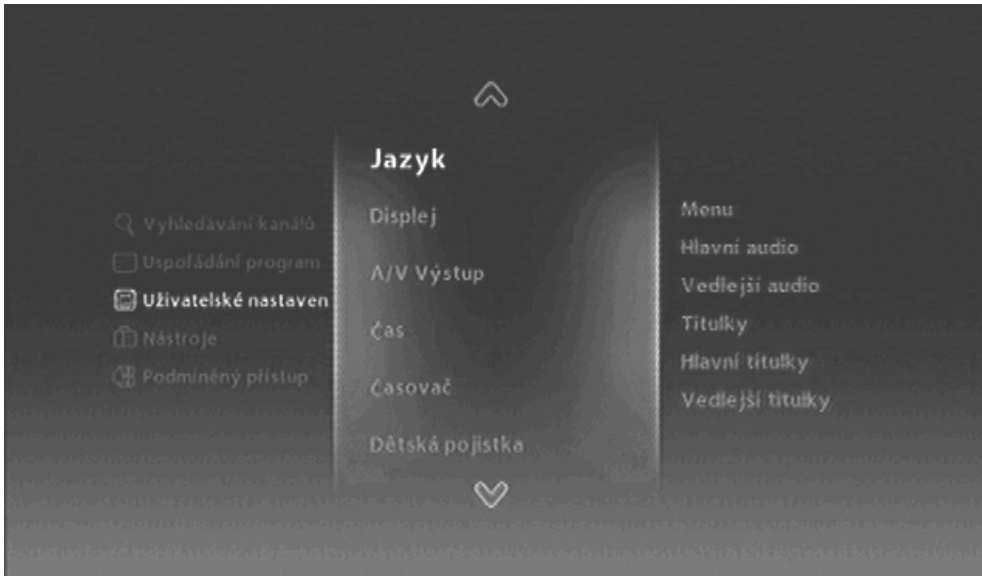 Vyhledávání kanálů
Uspořádání program
Uživatelské nastaven
Nástroje
Podmíněný přístup
Jazyk
Displej
A/V Výstup
Čas
Časovač
Dětská pojistka
Menu
Hlavní audio
Vedlejší audio
Titulky
Hlavní titulky
Vedlejší titulky